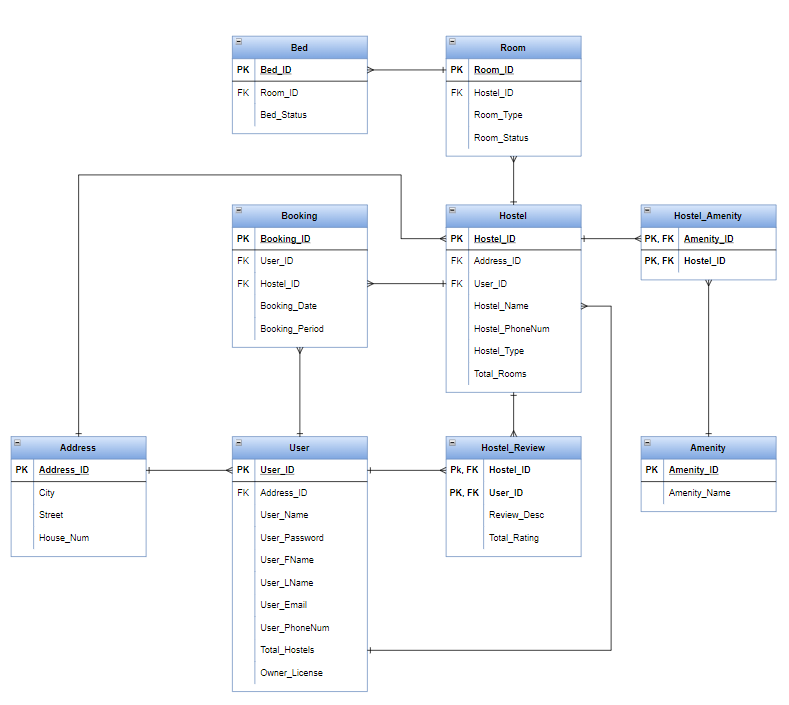 Bed
PK Bed_ID
FK Room_ID
Bed_Status
Room
PK Room_ID
FK Hostel_ID
Room_Type
Room_Status
Booking
PK Booking_ID
FK User_ID
FK Hostel_ID
Booking_Date
Booking_Period
Hostel
PK Hostel_ID
FK Address_ID
FK User_ID
Hostel_Name
Hostel_PhoneNum
Hostel_Type
Total_Rooms
Hostel_Amenity
PK, FK Amenity_ID
PK, FK Hostel_ID
Address
PK Address_ID
City
Street
House_Num
User
PK User_ID
FK Address_ID
User_Name
User_Password
User_FName
User_LName
User_Email
User_PhoneNum
Total_Hostels
Owner_License
Hostel_Review
Pk, FK Hostel_ID
PK, FK User_ID
Review_Desc
Total_Rating
Amenity
PK Amenity_ID
Amenity_Name